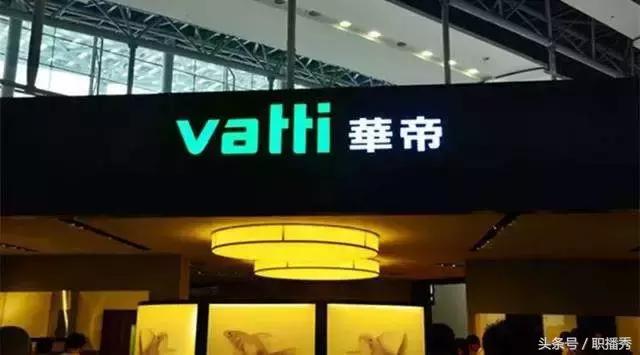 vatti 華帝
头条号 / 职播秀